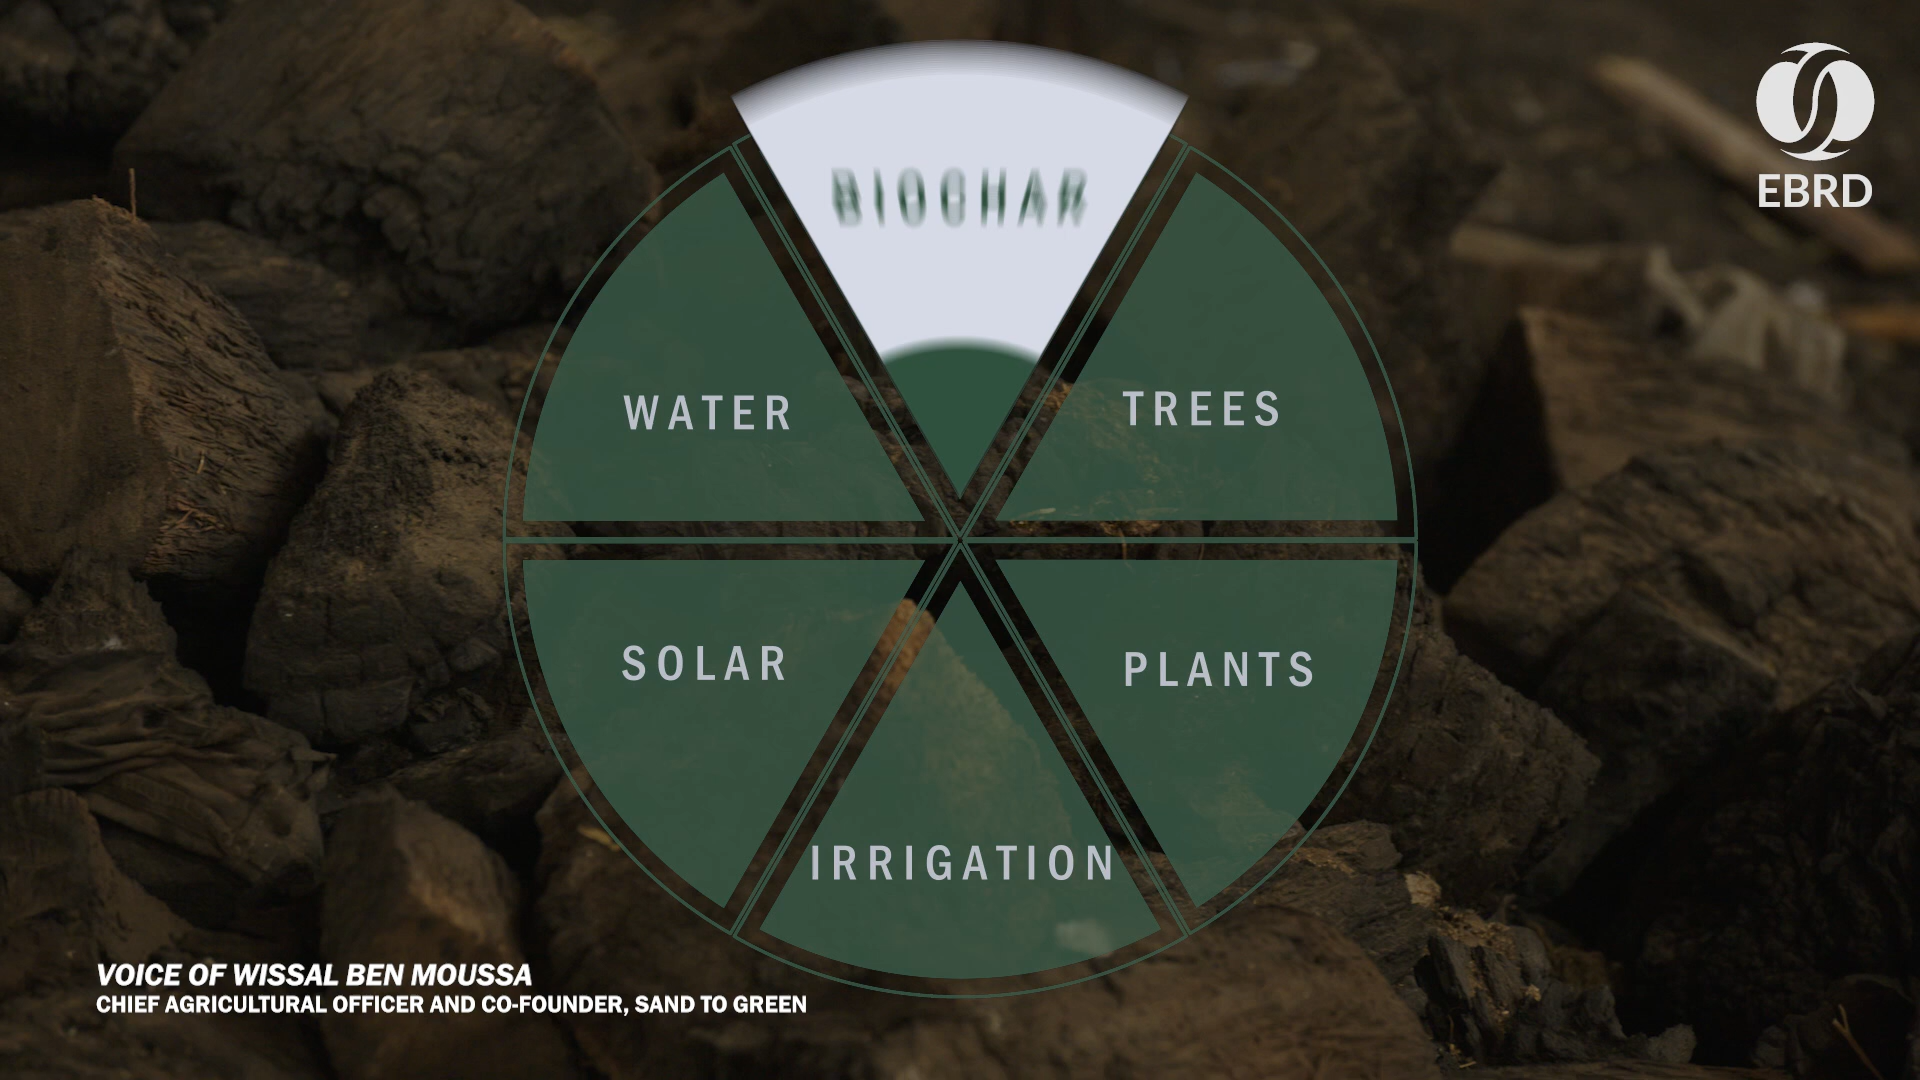 BIOCHAR
EBRD
WATER
TREES
SOLAR
PLANTS
IRRIGATION
VOICE OF WISSAL BEN MOUSSA
CHIEF AGRICULTURAL OFFICER AND CO-FOUNDER, SAND TO GREEN